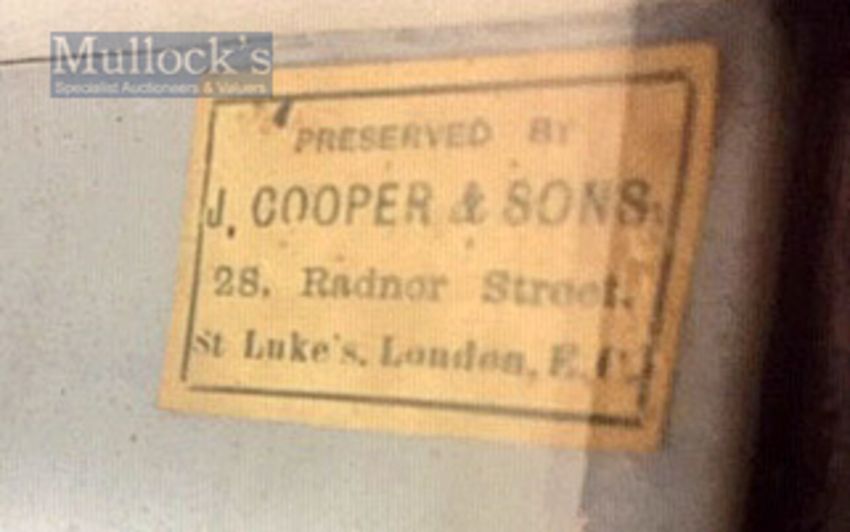 Mullock's
Specialist Auctioneers & Valuers
PRESERVED BY
J. COOPER & SONS.
28. Radnor Street.
St Luke's. London, E.C.